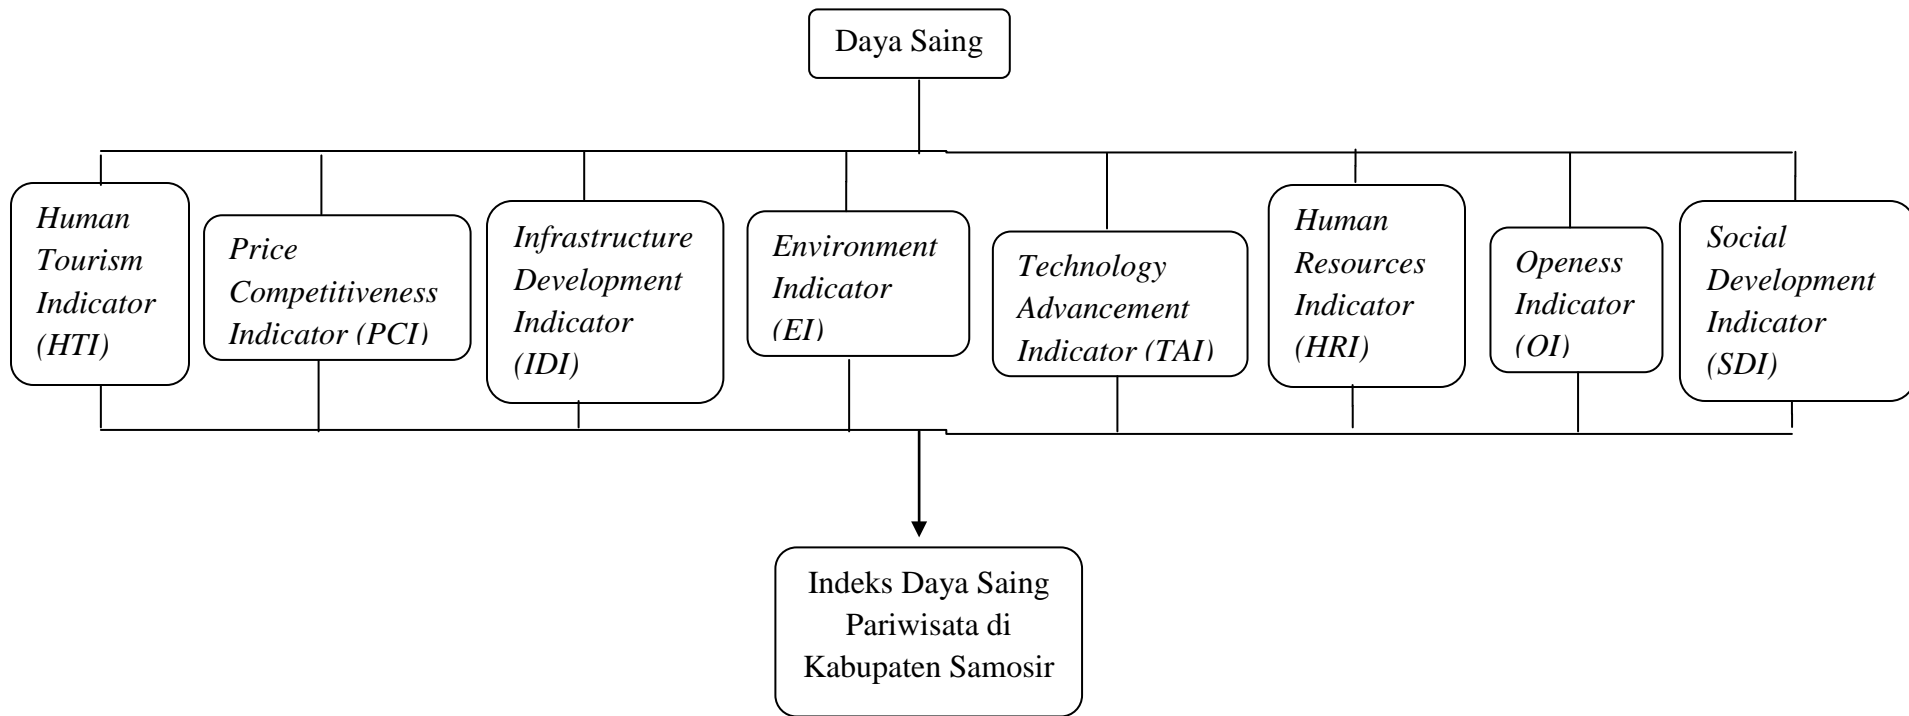 Daya Saing
Human
Tourism
Indicator
(HTI)
Price
Competitiveness
Indicator (PCI)
Infrastructure
Development
Indicator
(IDI)
Environment
Indicator
(EI)
Technology
Advancement
Indicator (TAI)
Human
Resources
Indicator
(HRI)
Openess
Indicator
(OI)
Social
Development
Indicator
(SDI)
Indeks Daya Saing
Pariwisata di
Kabupaten Samosir